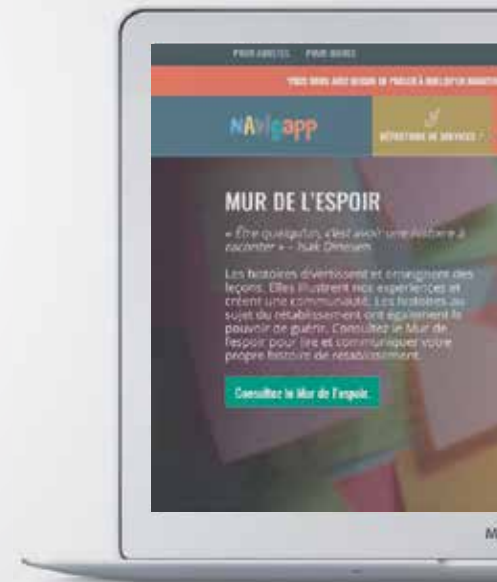 POUR ADULTES POUR JEUNES
NAVIGAPP
RÉPERTOIRE DE SERVICES
MUR DE L'ESPOIR
« Être quelqu'un, c'est avoir une histoire à
raconter » – Isak Dinesen
Les histoires divertissent et enseignent des
leçons. Elles illustrent nos expériences et
créent une communauté. Les histoires au
sujet du rétablissement ont également le
pouvoir de guérir. Consultez le Mur de
l'espoir pour lire et communiquer votre
propre histoire de rétablissement.
Consultez le Mur de l'espoir
M